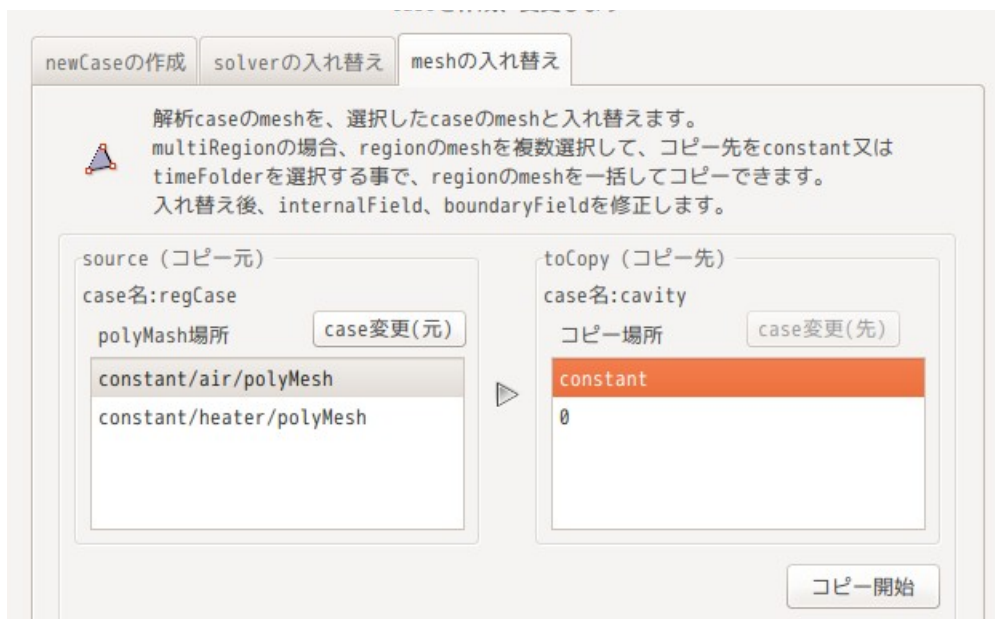 newCaseの作成
solverの入れ替え
meshの入れ替え
解析caseのmeshを、選択したcaseのmeshと入れ替えます。
multiRegionの場合、regionのmeshを複数選択して、コピー先をconstant又は
timeFolderを選択する事で、regionのmeshを一括してコピーできます。
入れ替え後、internalField、boundaryFieldを修正します。
source (コピー元)
case名:regCase
polyMash場所
case変更(元)
constant/air/polyMesh
constant/heater/polyMesh
toCopy (コピー先)
case名:cavity
コピー場所
case変更(先)
constant
0
コピー開始